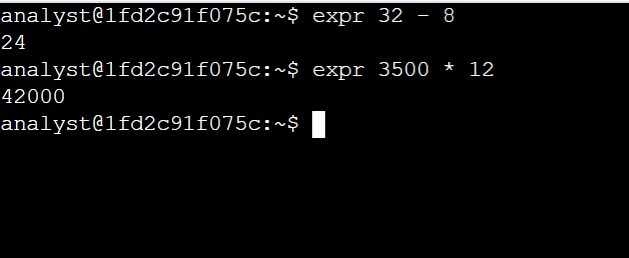 analyst@1fd2c91f075c:~$ expr 32 - 8
24
analyst@1fd2c91f075c:~$ expr 3500 * 12
42000
analyst@1fd2c91f075c:~$